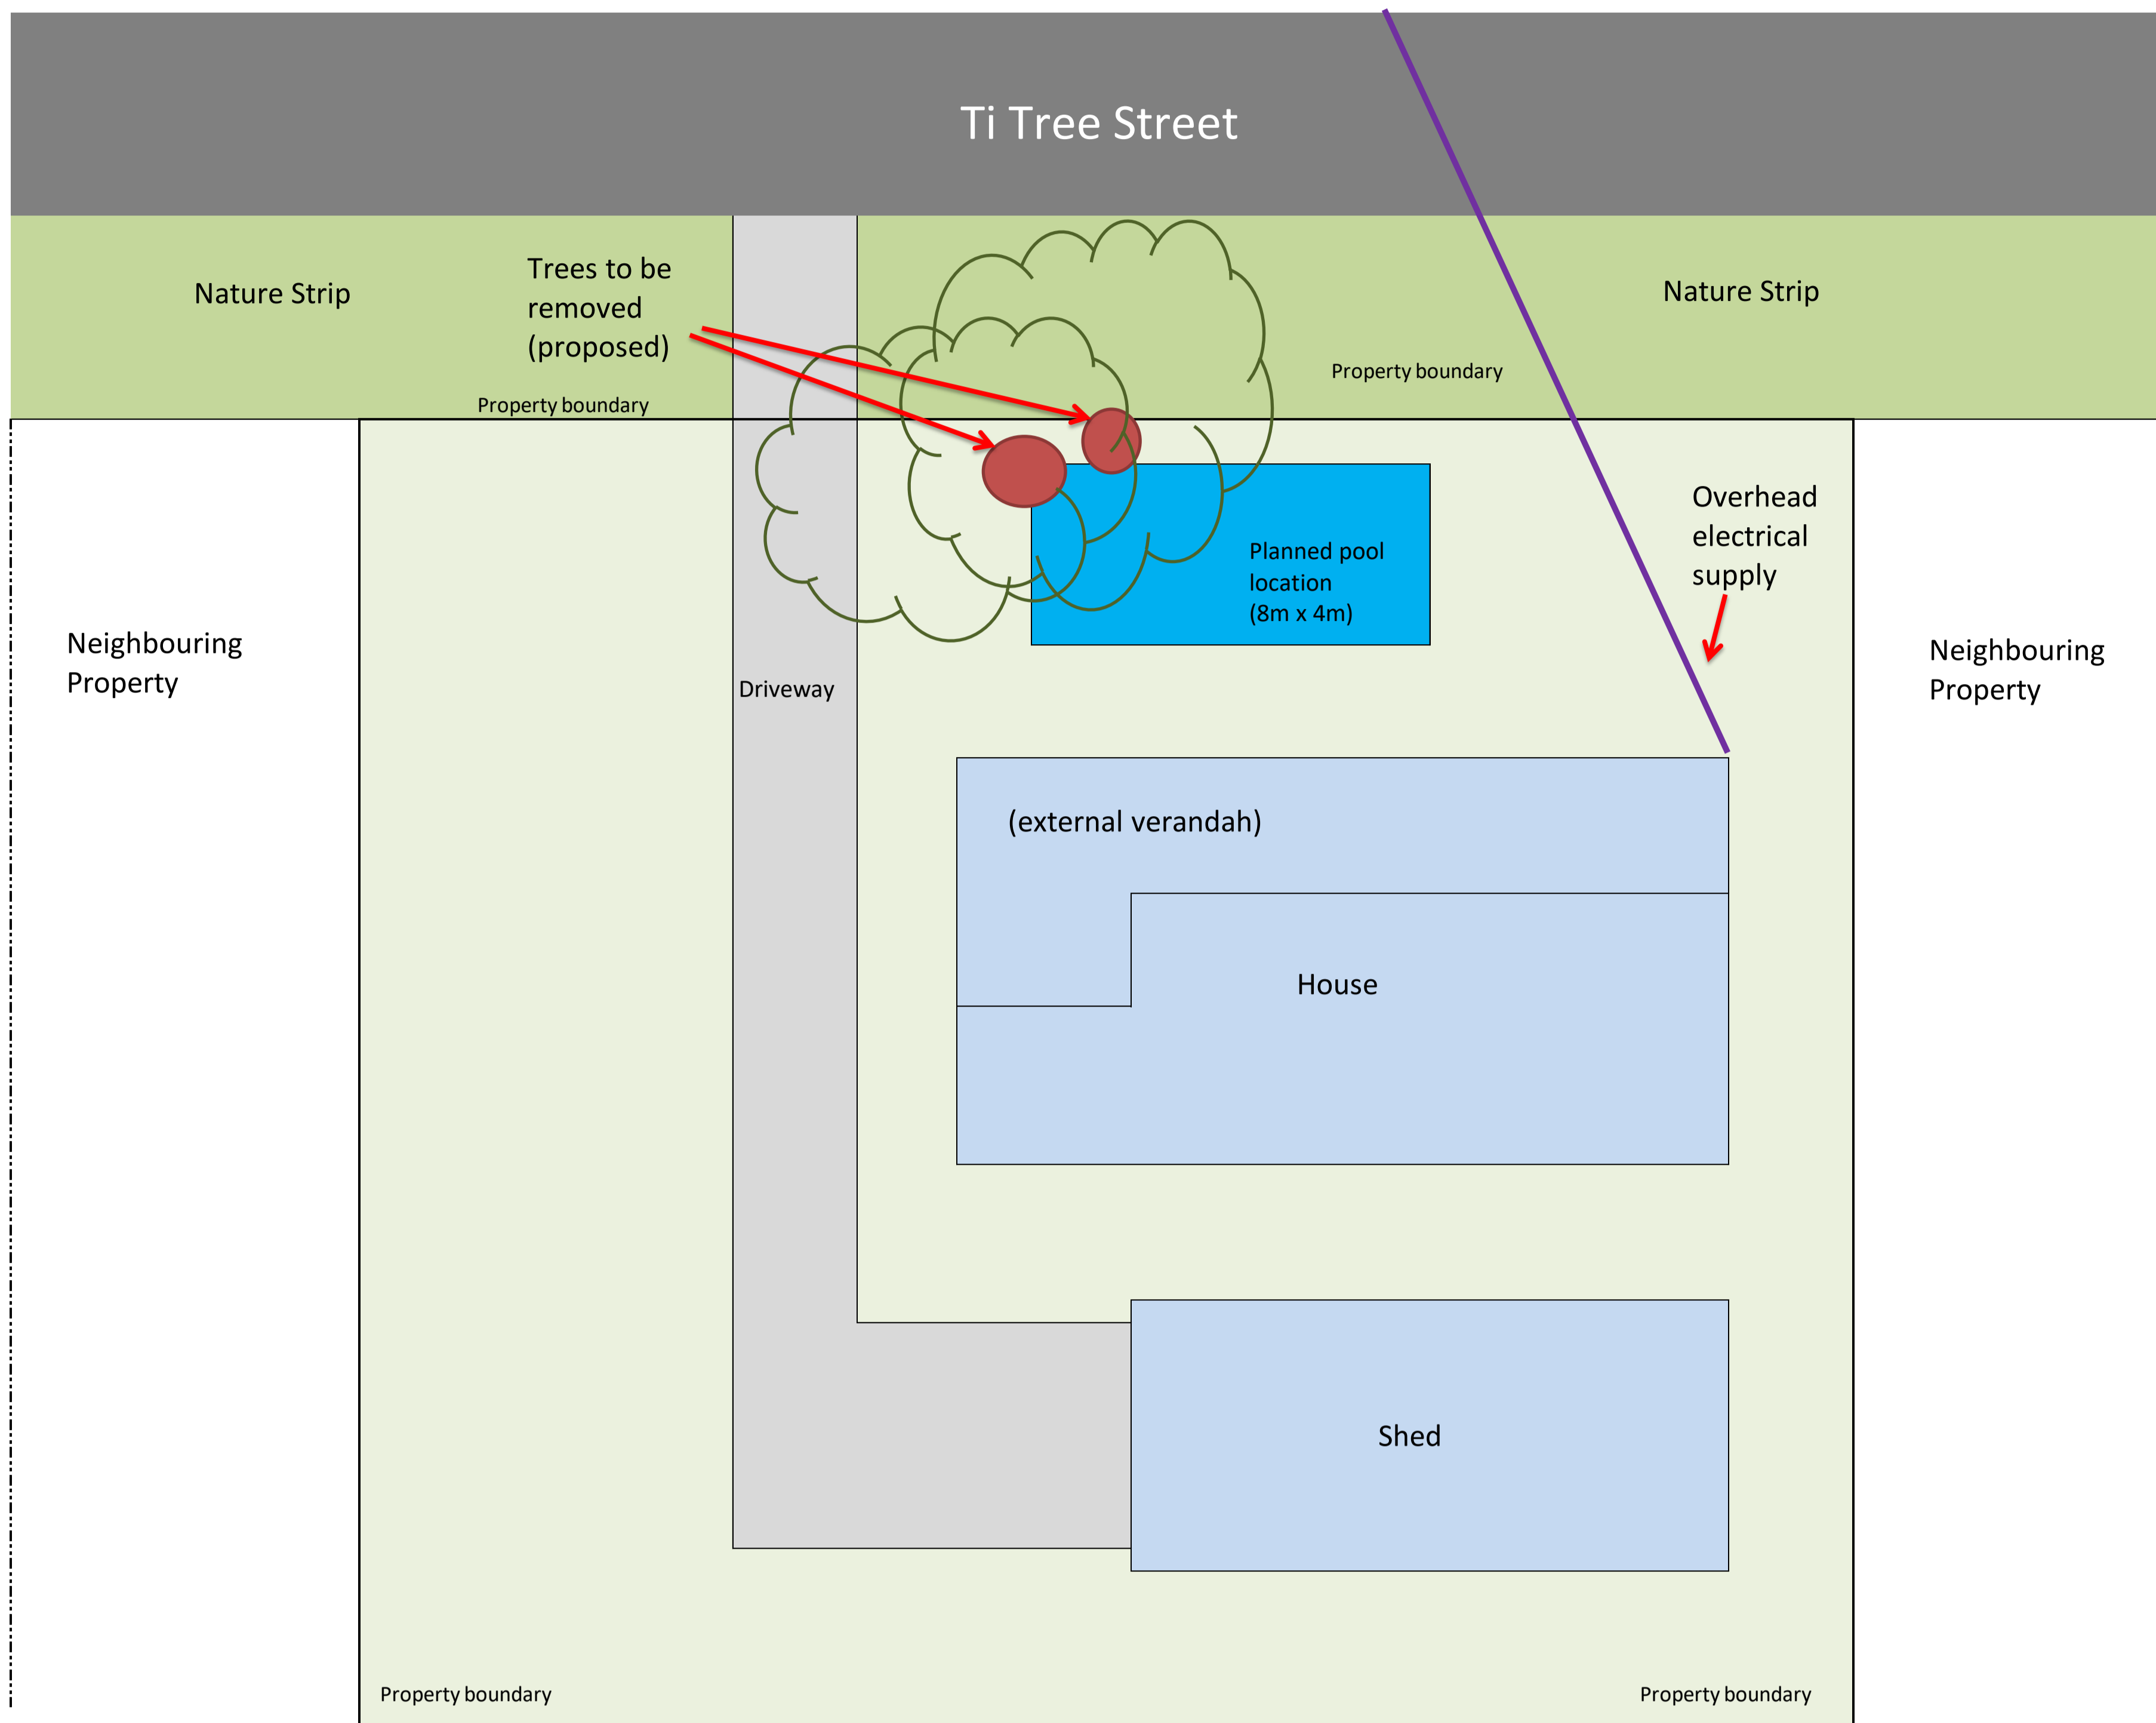 Ti Tree Street
Nature Strip
Trees to be
removed
(proposed)
Nature Strip
Property boundary
Property boundary
Overhead
electrical
supply
Planned pool
location
(8m x 4m)
Neighbouring
Property
Neighbouring
Property
Driveway
(external verandah)
House
Shed
Property boundary
Property boundary